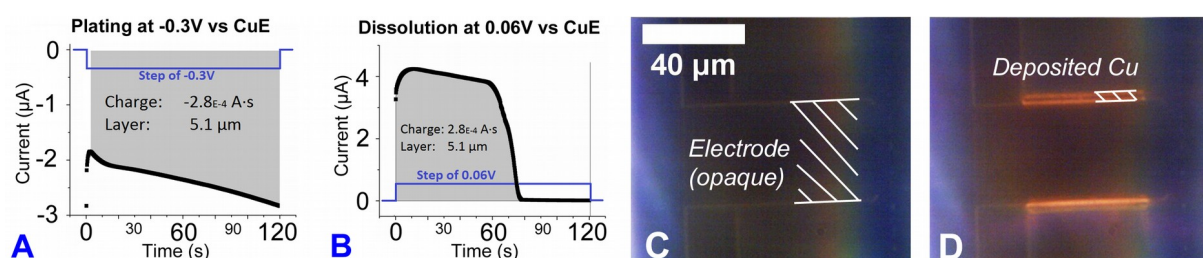 Plating at -0.3V vs CuE
0
-1
-2
-3
Current (µA)
Step of -0.3V
Charge: -2.8E-4 A·s
Layer: 5.1 µm
0
30
60
90
120
Time (s)
A
Dissolution at 0.06V vs CuE
4
2
0
Current (µA)
Charge: 2.8E-4 A·s
Layer: 5.1 µm
Step of 0.06V
0
30
60
90
120
Time (s)
B
40 µm
Electrode
(opaque)
C
Deposited Cu
D